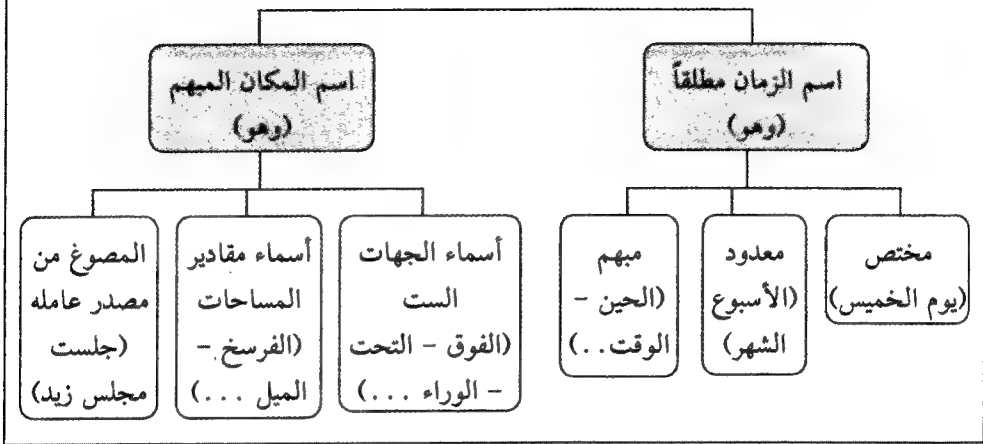 اسم الزمان مطلقاً
(وهو)
مختص
(يوم الخميس)
معدود
(الأسبوع
الشهر)
مبهم
(الحين –
الوقت..)
اسم المكان المبهم
(وهو)
أسماء الجهات
الست
(الفوق – التحت
– الوراء ...)
أسماء مقادير
المساحات
(الفرسخ –
الميل ...)
المصوغ من
مصدر عامله
(جلست
مجلس زيد)